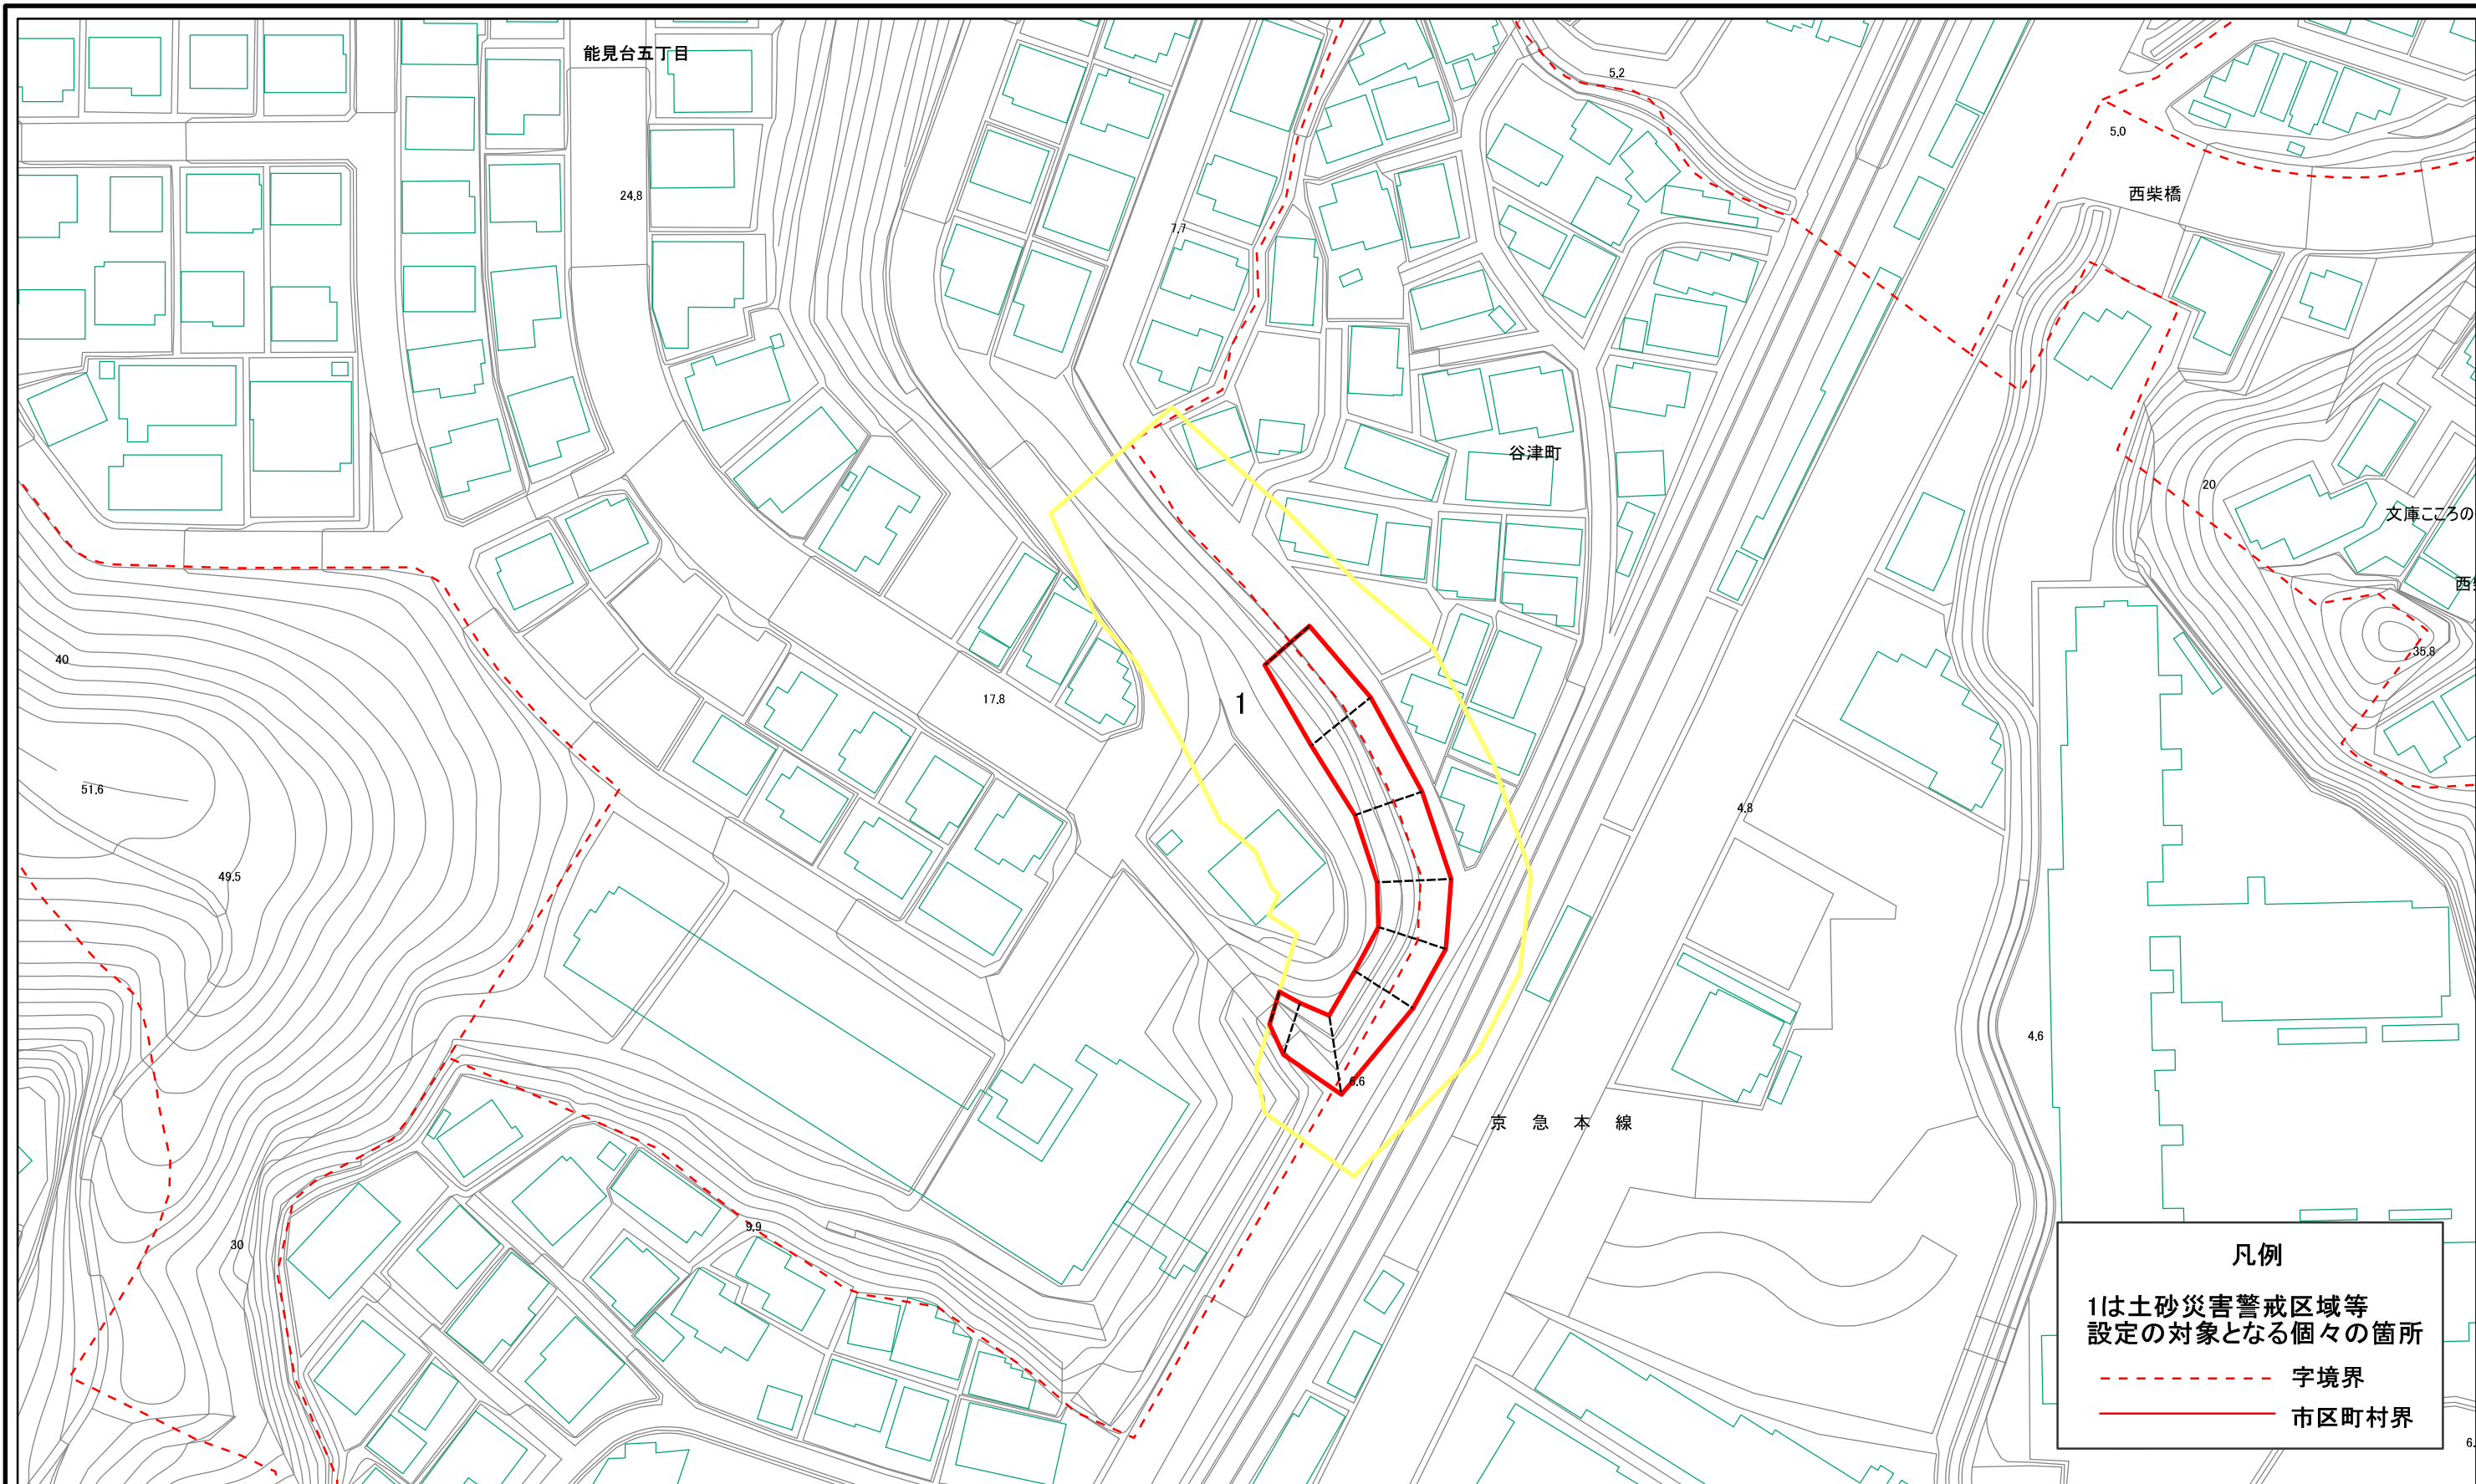 能見台五丁目
5.2
5.0
西柴橋
24.8
7.7
谷津町
20
文庫こころの
西
40
35.8
17.8
1
51.6
4.8
49.5
4.6
6.6
京急本線
9.9
30
凡例
1は土砂災害警戒区域等
設定の対象となる個々の箇所
字境界
市区町村界
6.